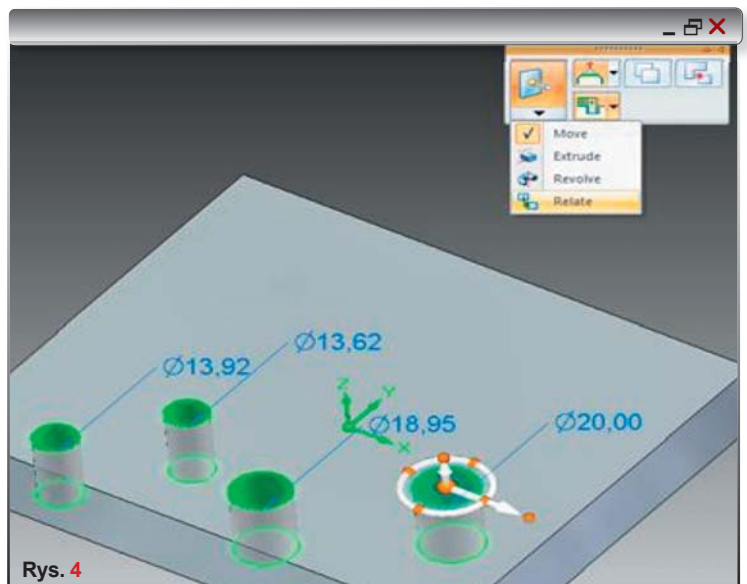 Move
Extrude
Revolve
Relate
Ø13,62
Ø13,92
Z
Y
X
Ø18,95
Ø20,00
Rys. 4